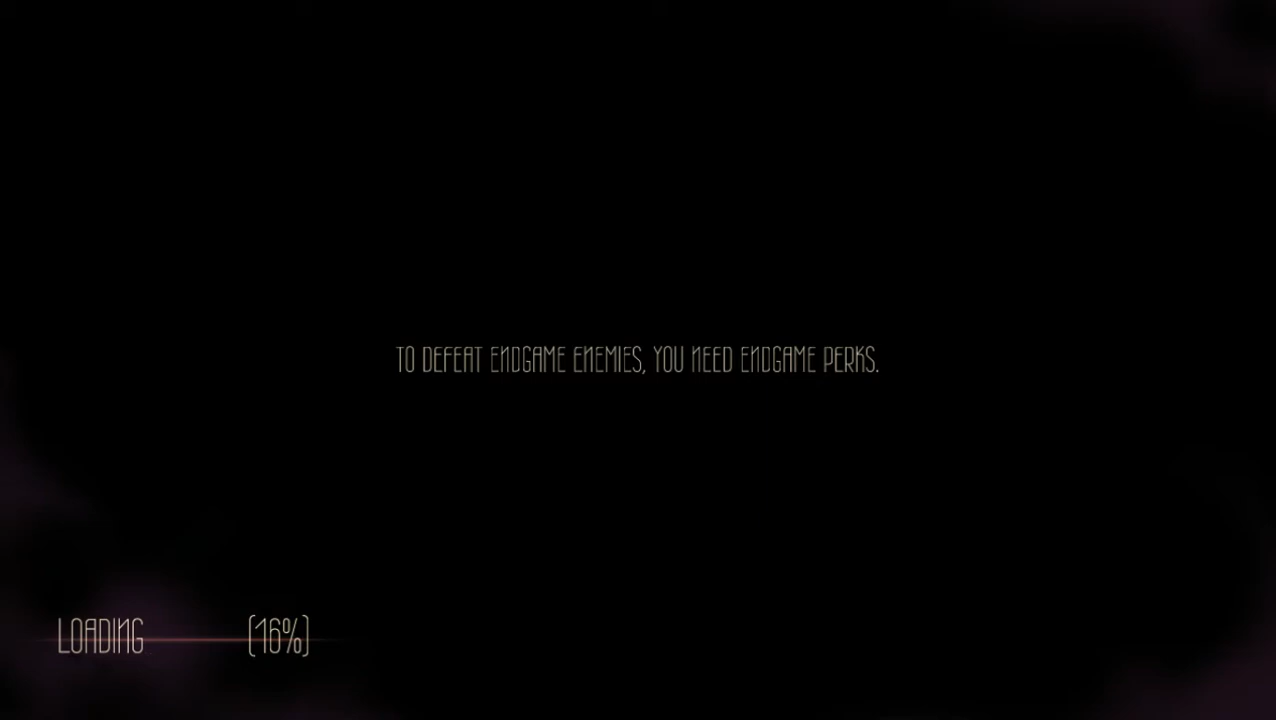 TO DEFEAT ENDGAME ENEMIES, YOU NEED ENDGAME PERKS.
LOADING (16%)